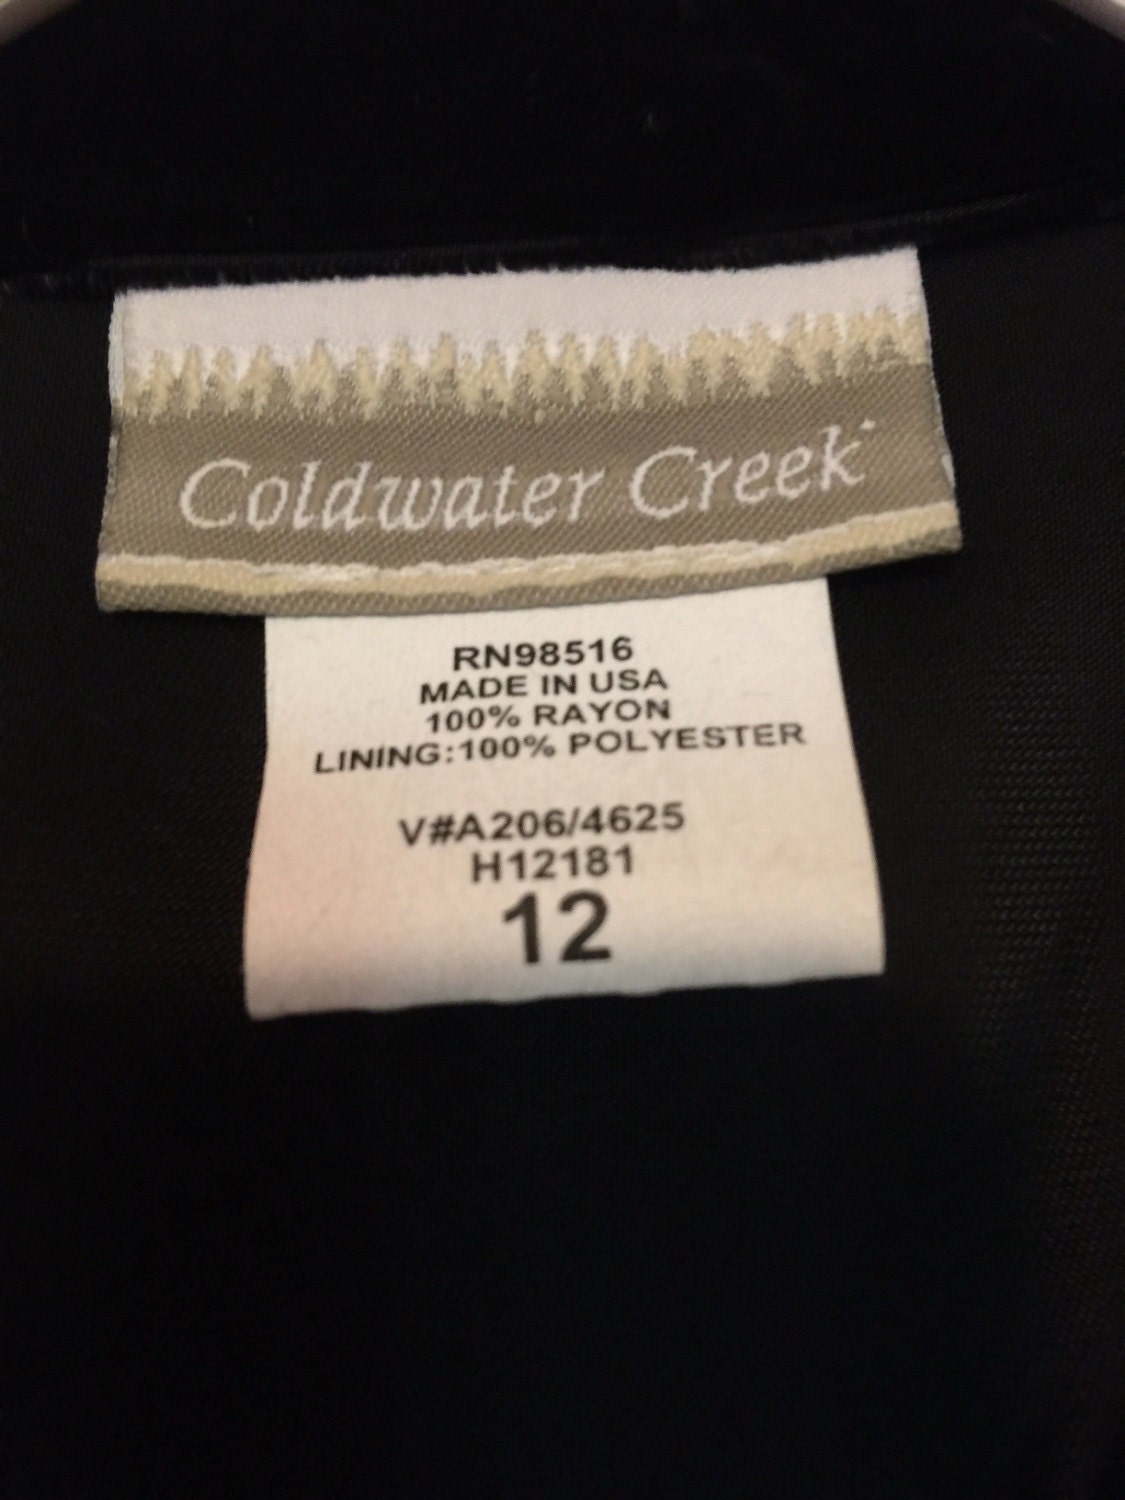 Coldwater Creek
RN98516
MADE IN USA
100% RAYON
LINING:100% POLYESTER
V#A206/4625
H12181
12